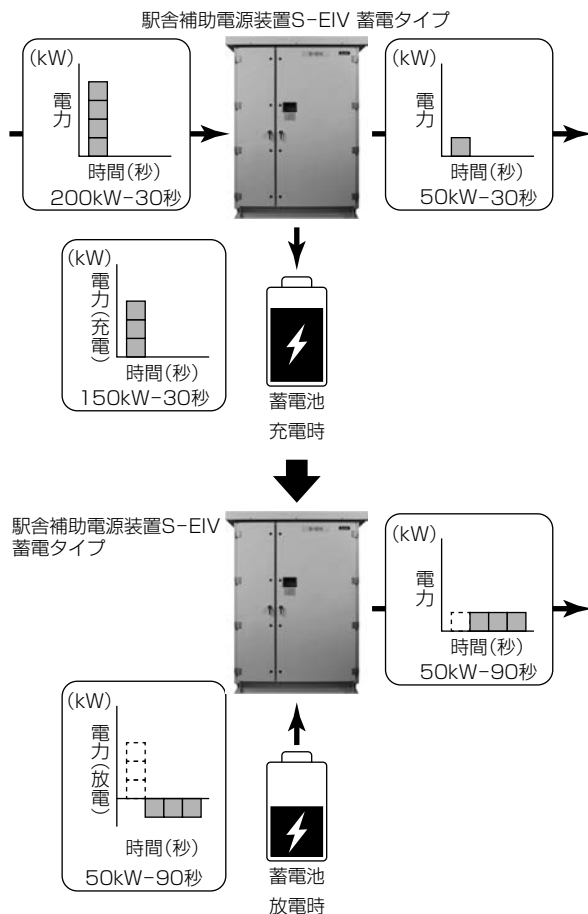 駅舎補助電源装置S-EIV 蓄電タイプ
(kW)
電力
時間(秒)
200kW-30秒
(kW)
電力
時間(秒)
50kW-30秒
(kW)
電力(充電)
時間(秒)
150kW-30秒
蓄電池
充電時
駅舎補助電源装置S-EIV
蓄電タイプ
(kW)
電力
時間(秒)
50kW-90秒
(kW)
電力(放電)
時間(秒)
50kW-90秒
蓄電池
放電時